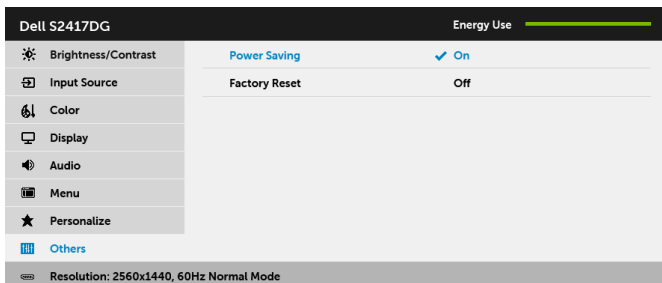 Dell S2417DG Energy Use
Brightness/Contrast Power Saving On
Input Source Factory Reset Off
Color
Display
Audio
Menu
Personalize
Others
Resolution: 2560x1440, 60Hz Normal Mode